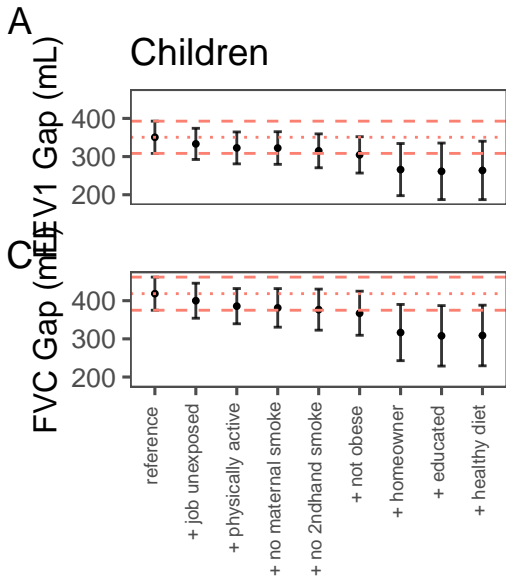 A
Children
FEV1 Gap (mL)
400
300
200
C
FVC Gap (mL)
400
300
200
reference
+ job unexposed
+ physically active
+ no maternal smoke
+ no 2ndhand smoke
+ not obese
+ homeowner
+ educated
+ healthy diet